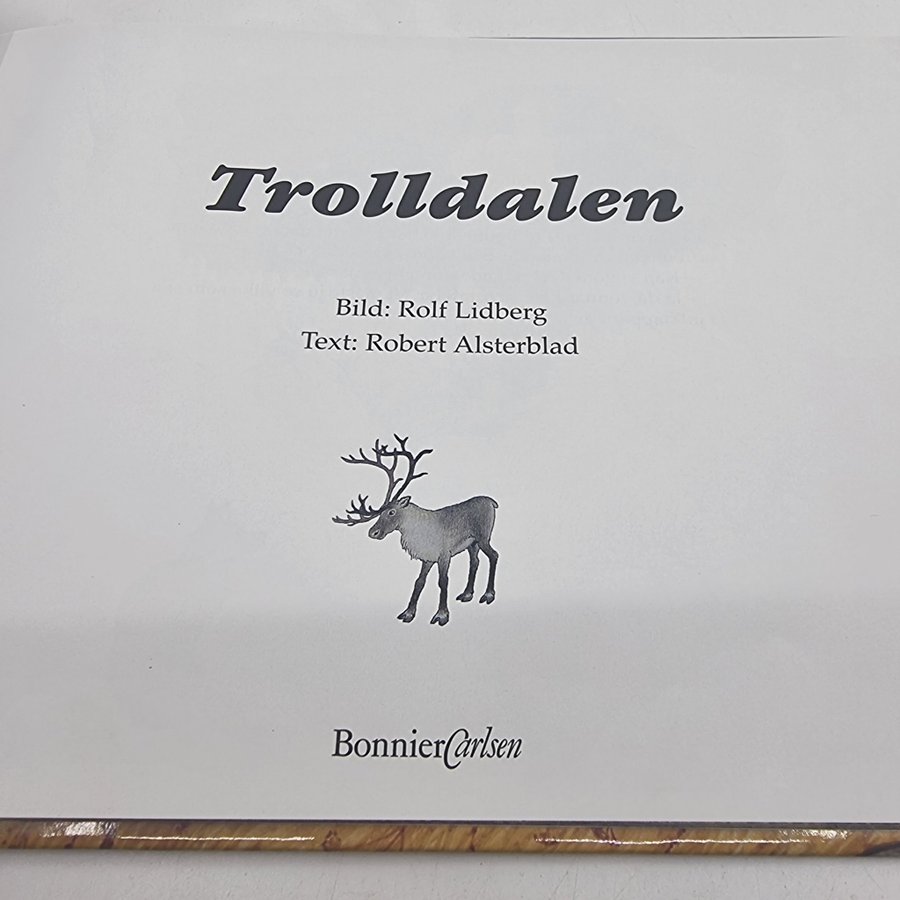 Trolldalen
Bild: Rolf Lidberg
Text: Robert Alsterblad
BonnierCarlsen